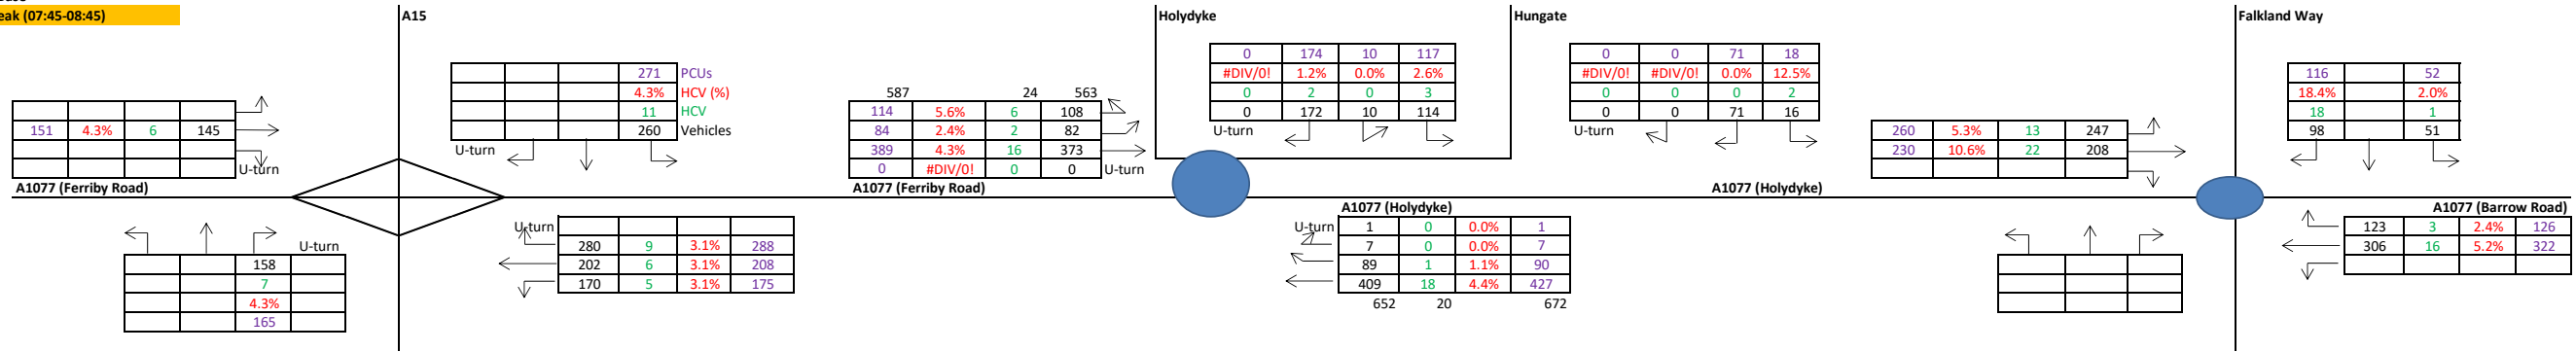 eak (07:45-08:45)
A15
Holydyke
Hungate
Falkland Way
271 PCUs
4.3% HCV (%)
11 HCV
260 Vehicles
U-turn
151 4.3% 6 145
U-turn
A1077 (Ferriby Road)
587 24 563
114 5.6% 6 108
84 2.4% 2 82
389 4.3% 16 373
0 #DIV/0! 0 0 U-turn
A1077 (Ferriby Road)
0 174 10 117
#DIV/0! 1.2% 0.0% 2.6%
0 2 0 3
0 172 10 114
U-turn
0 0 71 18
#DIV/0! #DIV/0! 0.0% 12.5%
0 0 0 2
0 0 71 16
U-turn
260 5.3% 13 247
230 10.6% 22 208
A1077 (Holydyke)
116 52
18.4% 2.0%
18 1
98 51
U-turn
158
7
4.3%
165
U-turn
280 9 3.1% 288
202 6 3.1% 208
170 5 3.1% 175
A1077 (Holydyke)
U-turn 1 0 0.0% 1
7 0 0.0% 7
89 1 1.1% 90
409 18 4.4% 427
652 20 672
A1077 (Barrow Road)
123 3 2.4% 126
306 16 5.2% 322